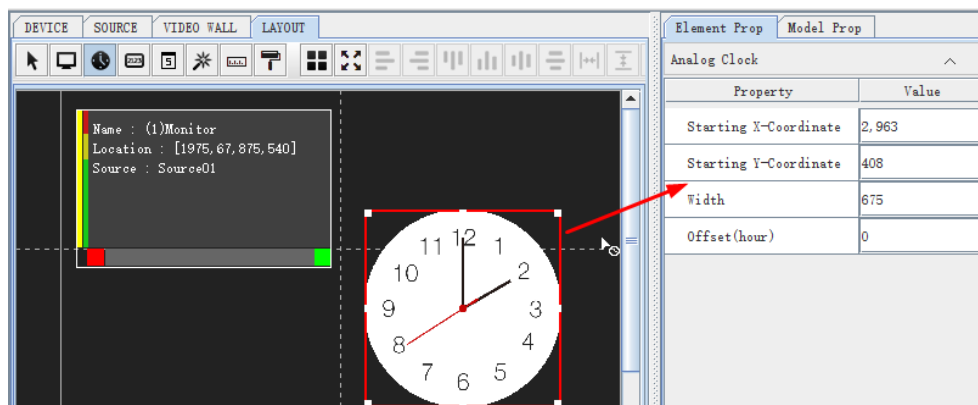 DEVICE SOURCE VIDEO WALL LAYOUT
Element Prop Model Prop
Analog Clock
Property Value
Starting X-Coordinate 2,963
Starting Y-Coordinate 408
Width 675
Offset(hour) 0
Name : (1)Monitor
Location : [1975,67,875,540]
Source : Source01
12
11 1
10 2
9 3
8 4
7 5
6